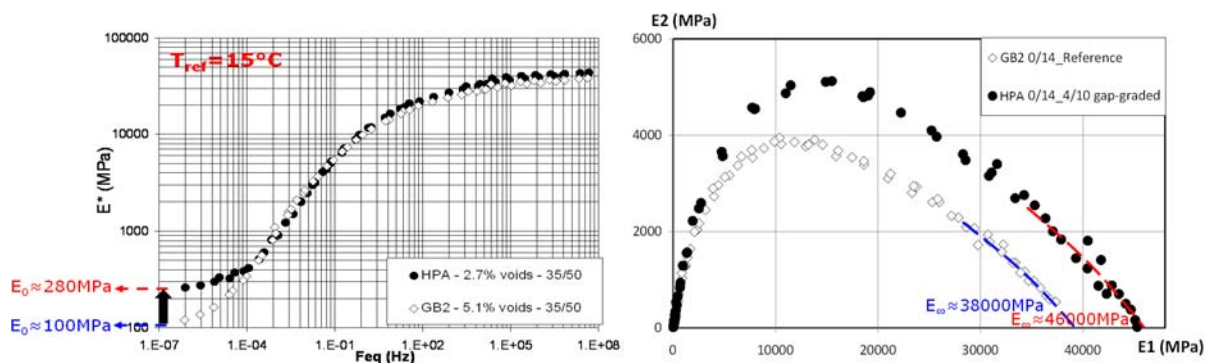 T_ref=15°C
E* (MPa)
100000
10000
1000
100
E₀≈280MPa
E₀≈100MPa
HPA - 2.7% voids - 35/50
GB2 - 5.1% voids - 35/50
1.E-07 1.E-04 1.E-01 1.E+02 1.E+05 1.E+08
Feq (Hz)
E2 (MPa)
6000
4000
2000
0
GB2 0/14_Reference
HPA 0/14_4/10 gap-graded
E∞≈38000MPa
E∞≈46000MPa
0 10000 20000 30000 40000 50000
E1 (MPa)